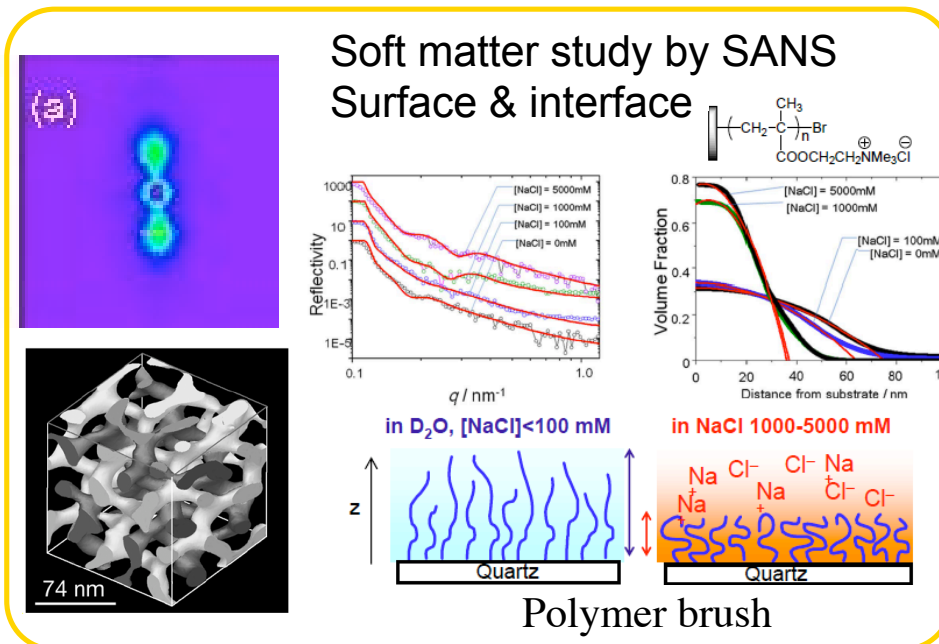 Soft matter study by SANS
Surface & interface
(a)
CH₃
(CH₂-C)n-Br
COOCH₂CH₂NMe₃Cl
⊕ ⊖
1000
10
0.1
1E-3
1E-5
Reflectivity
[NaCl] = 5000mM
[NaCl] = 1000mM
[NaCl] = 100mM
[NaCl] = 0mM
0.1
1.0
q / nm⁻¹
0.8
0.6
0.4
0.2
0
Volume Fraction
[NaCl] = 5000mM
[NaCl] = 1000mM
[NaCl] = 100mM
[NaCl] = 0mM
0 20 40 60 80
Distance from substrate / nm
in D₂O, [NaCl]<100 mM
in NaCl 1000-5000 mM
z
Na + Cl⁻ Na + Cl⁻ Na + Cl⁻ Cl⁻
Quartz
Quartz
74 nm
Polymer brush